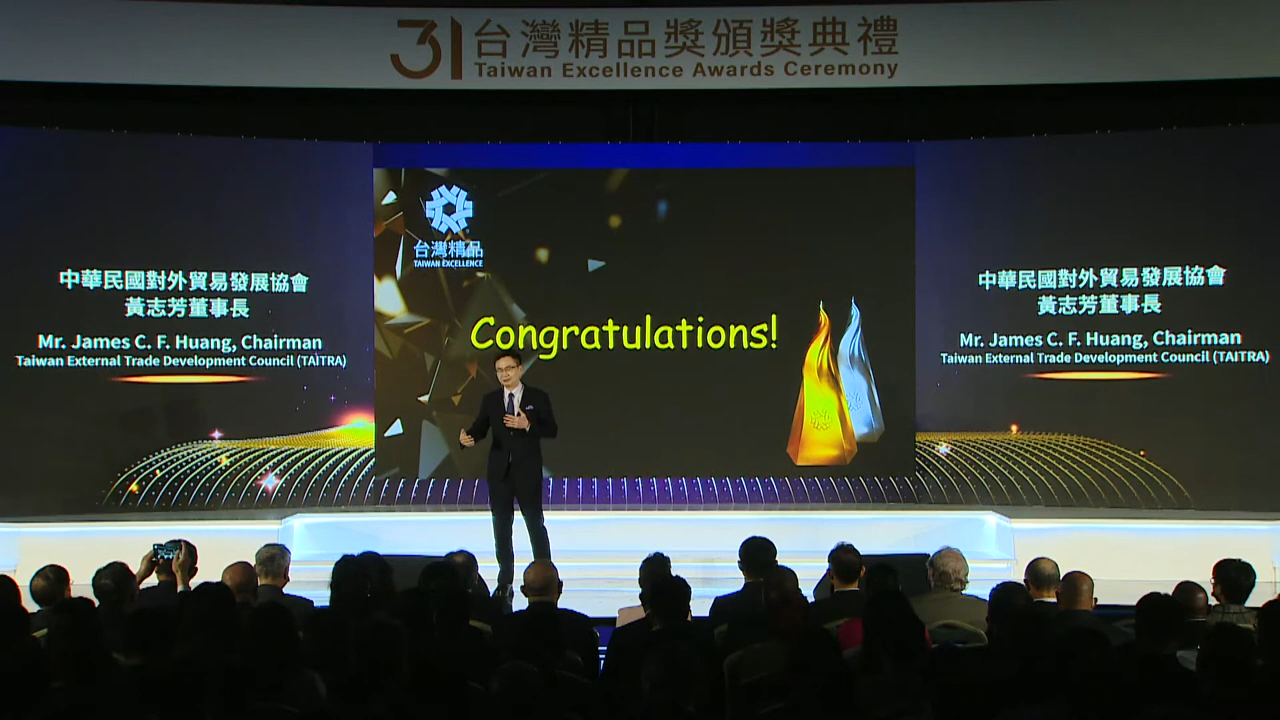 31 台灣精品獎頒獎典禮
Taiwan Excellence Awards Ceremony
台灣精品
TAIWAN EXCELLENCE
中華民國對外貿易發展協會
黃志芳董事長
Mr. James C. F. Huang, Chairman
Taiwan External Trade Development Council (TAITRA)
Congratulations!
中華民國對外貿易發展協會
黃志芳董事長
Mr. James C. F. Huang, Chairman
Taiwan External Trade Development Council (TAITRA)